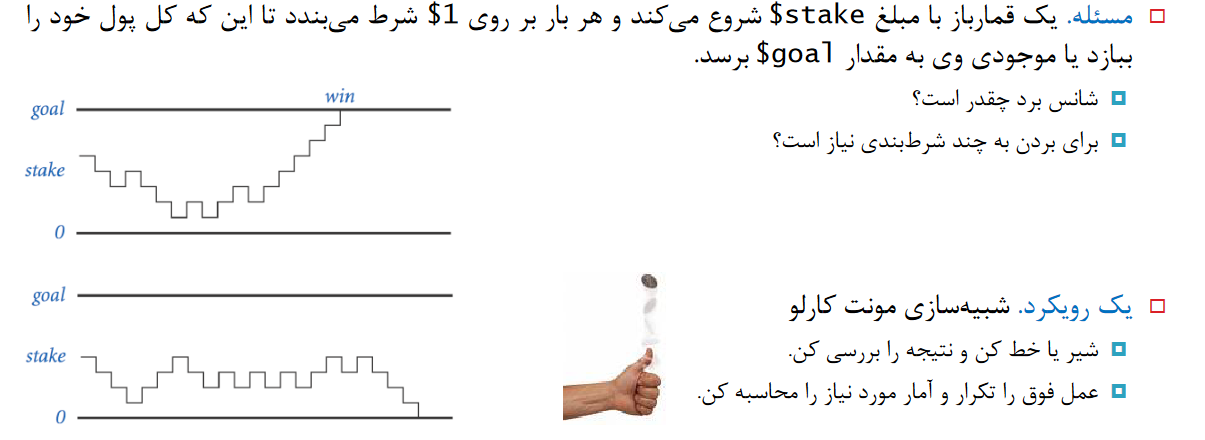 مسئله. یک قمارباز با مبلغ $stake شروع می‌کند و هر بار بر روی $1 شرط می‌بندد تا این که کل پول خود را
ببازد یا موجودی وی به مقدار $goal برسد.
شانس برد چقدر است؟
برای بردن به چند شرط‌بندی نیاز است؟
win
goal
stake
0
یک رویکرد. شبیه‌سازی مونت کارلو
شیر یا خط کن و نتیجه را بررسی کن.
عمل فوق را تکرار و آمار مورد نیاز را محاسبه کن.
goal
stake
0